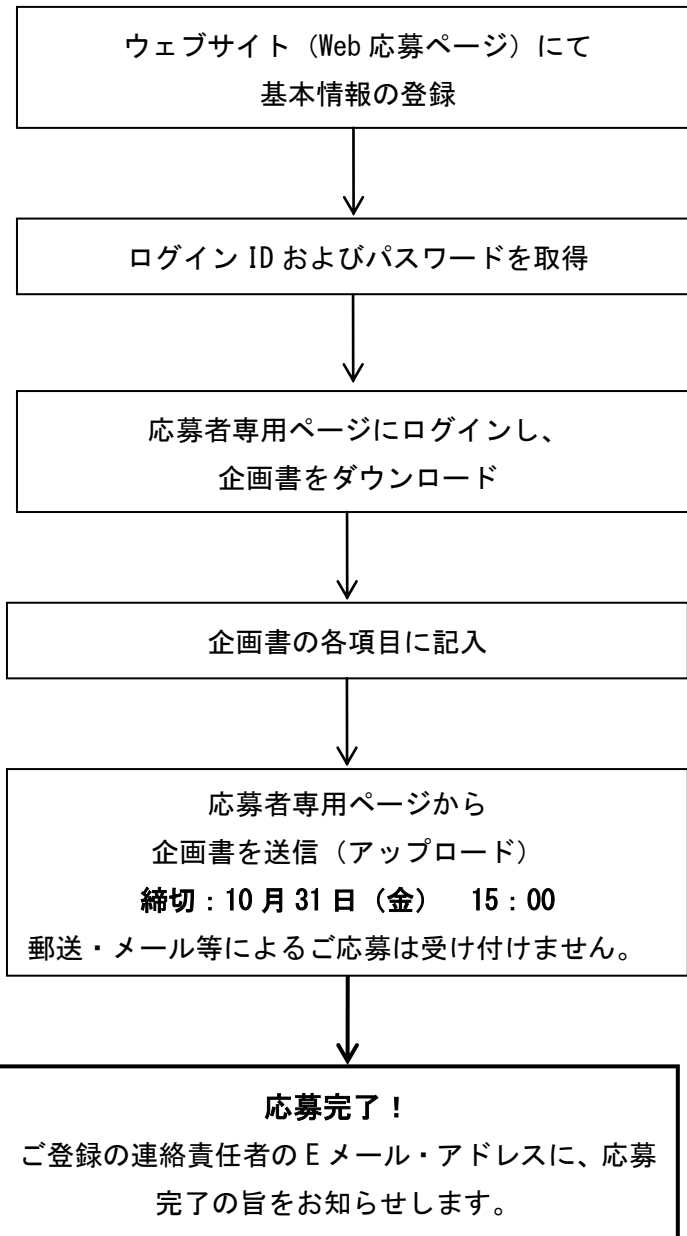 ウェブサイト（Web 応募ページ）にて
基本情報の登録
ログイン ID およびパスワードを取得
応募者専用ページにログインし、
企画書をダウンロード
企画書の各項目に記入
応募者専用ページから
企画書を送信（アップロード）
締切：10 月 31 日（金）　15：00
郵送・メール等によるご応募は受け付けません。
応募完了！
ご登録の連絡責任者の E メール・アドレスに、応募
完了の旨をお知らせします。